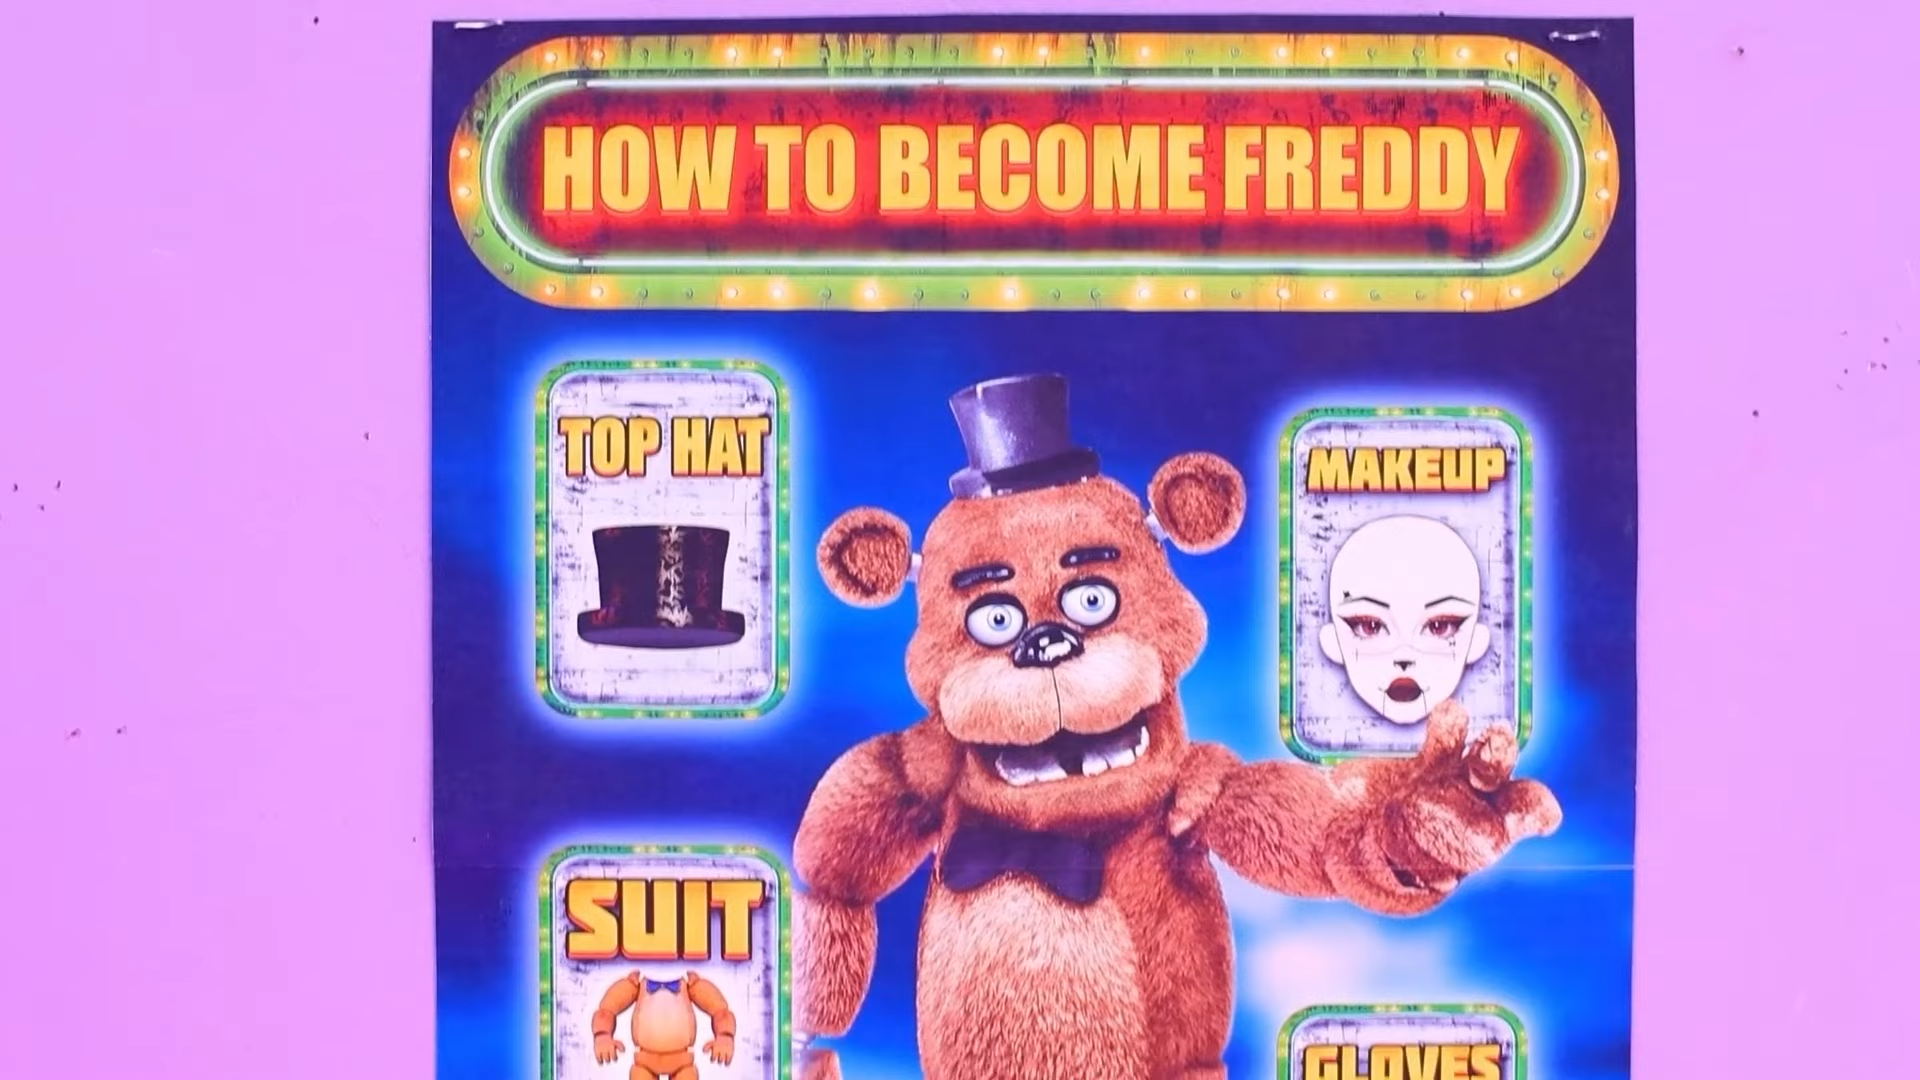 HOW TO BECOME FREDDY
TOP HAT
MAKEUP
SUIT
GLOVES